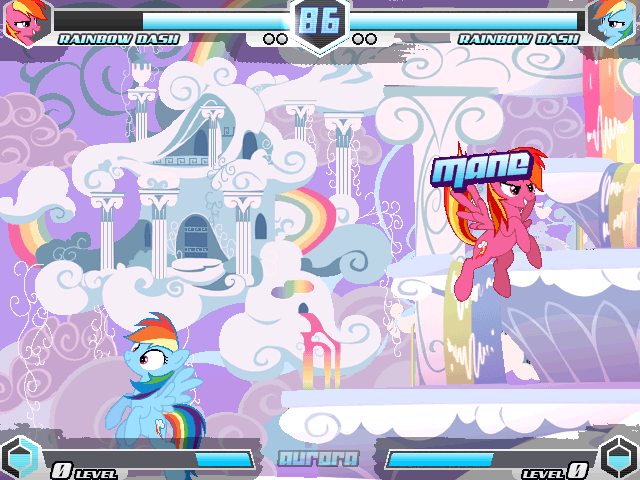 86
RAINBOW DASH
RAINBOW DASH
mane
0 LEVEL
aurora
LEVEL 0